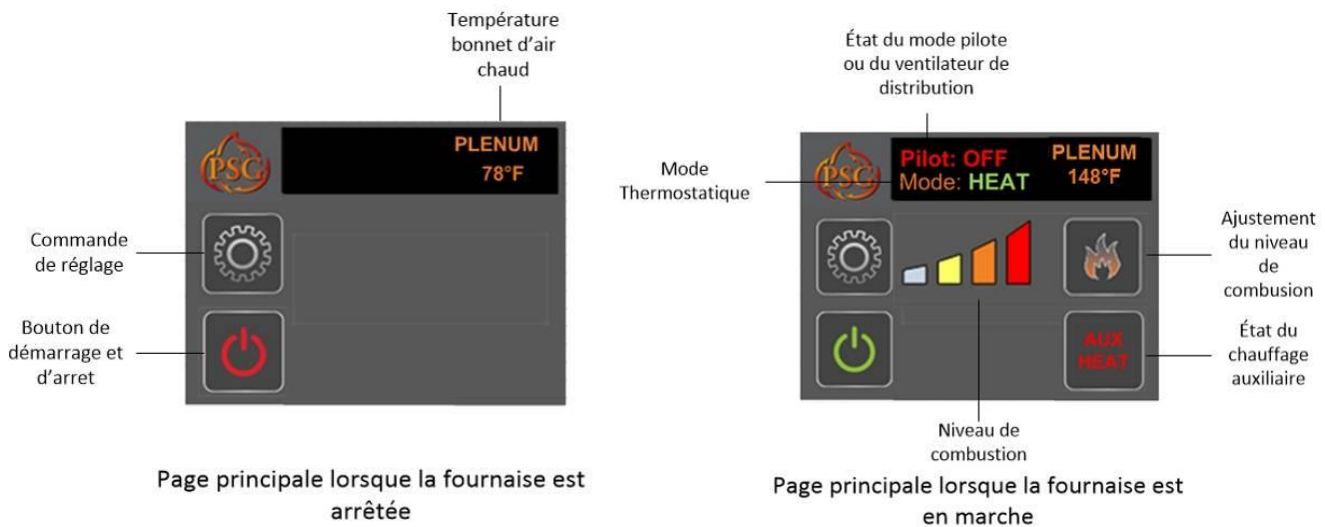 Température
bonnet d'air
chaud
PSG
PLENUM
78°F
Commande
de réglage
Bouton de
démarrage et
d'arret
Page principale lorsque la fournaise est
arrêtée
État du mode pilote
ou du ventilateur de
distribution
Mode
Thermostatique
PSG
Pilot: OFF
Mode: HEAT
PLENUM
148°F
Ajustement
du niveau
de
combusion
AUX
HEAT
État du
chauffage
auxiliaire
Niveau de
combustion
Page principale lorsque la fournaise est
en marche